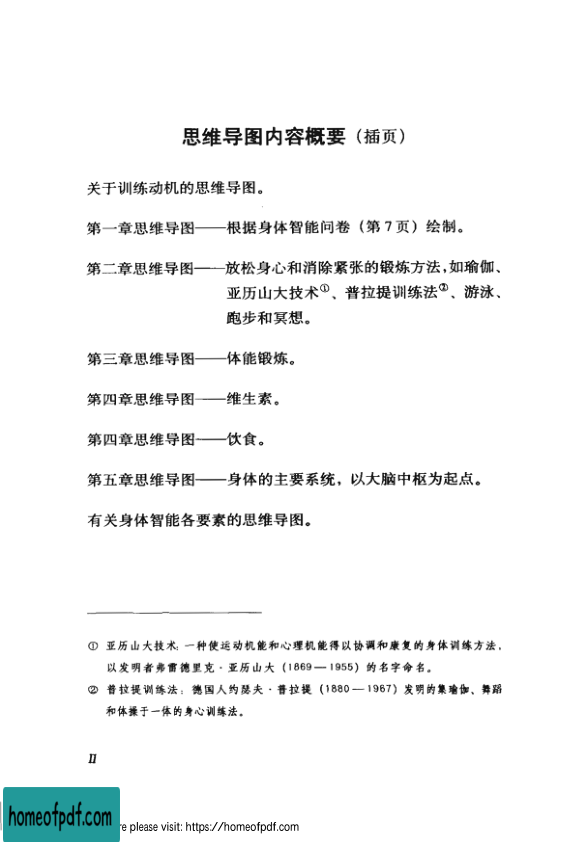 思维导图内容概要（插页）
关于训练动机的思维导图。
第一章思维导图——根据身体智能问卷（第7页）绘制。
第二章思维导图——放松身心和消除紧张的锻炼方法,如瑜伽、
亚历山大技术①、普拉提训练法②、游泳、
跑步和冥想。
第三章思维导图——体能锻炼。
第四章思维导图——维生素。
第四章思维导图——饮食。
第五章思维导图——身体的主要系统，以大脑中枢为起点。
有关身体智能各要素的思维导图。
① 亚历山大技术：一种使运动机能和心理机能得以协调和康复的身体训练方法，
以发明者弗雷德里克·亚历山大（1869—1955）的名字命名。
② 普拉提训练法：德国人约瑟夫·普拉提（1880—1967）发明的集瑜伽、舞蹈
和体操于一体的身心训练法。
II
homeofpdf.com
please visit: https://homeofpdf.com